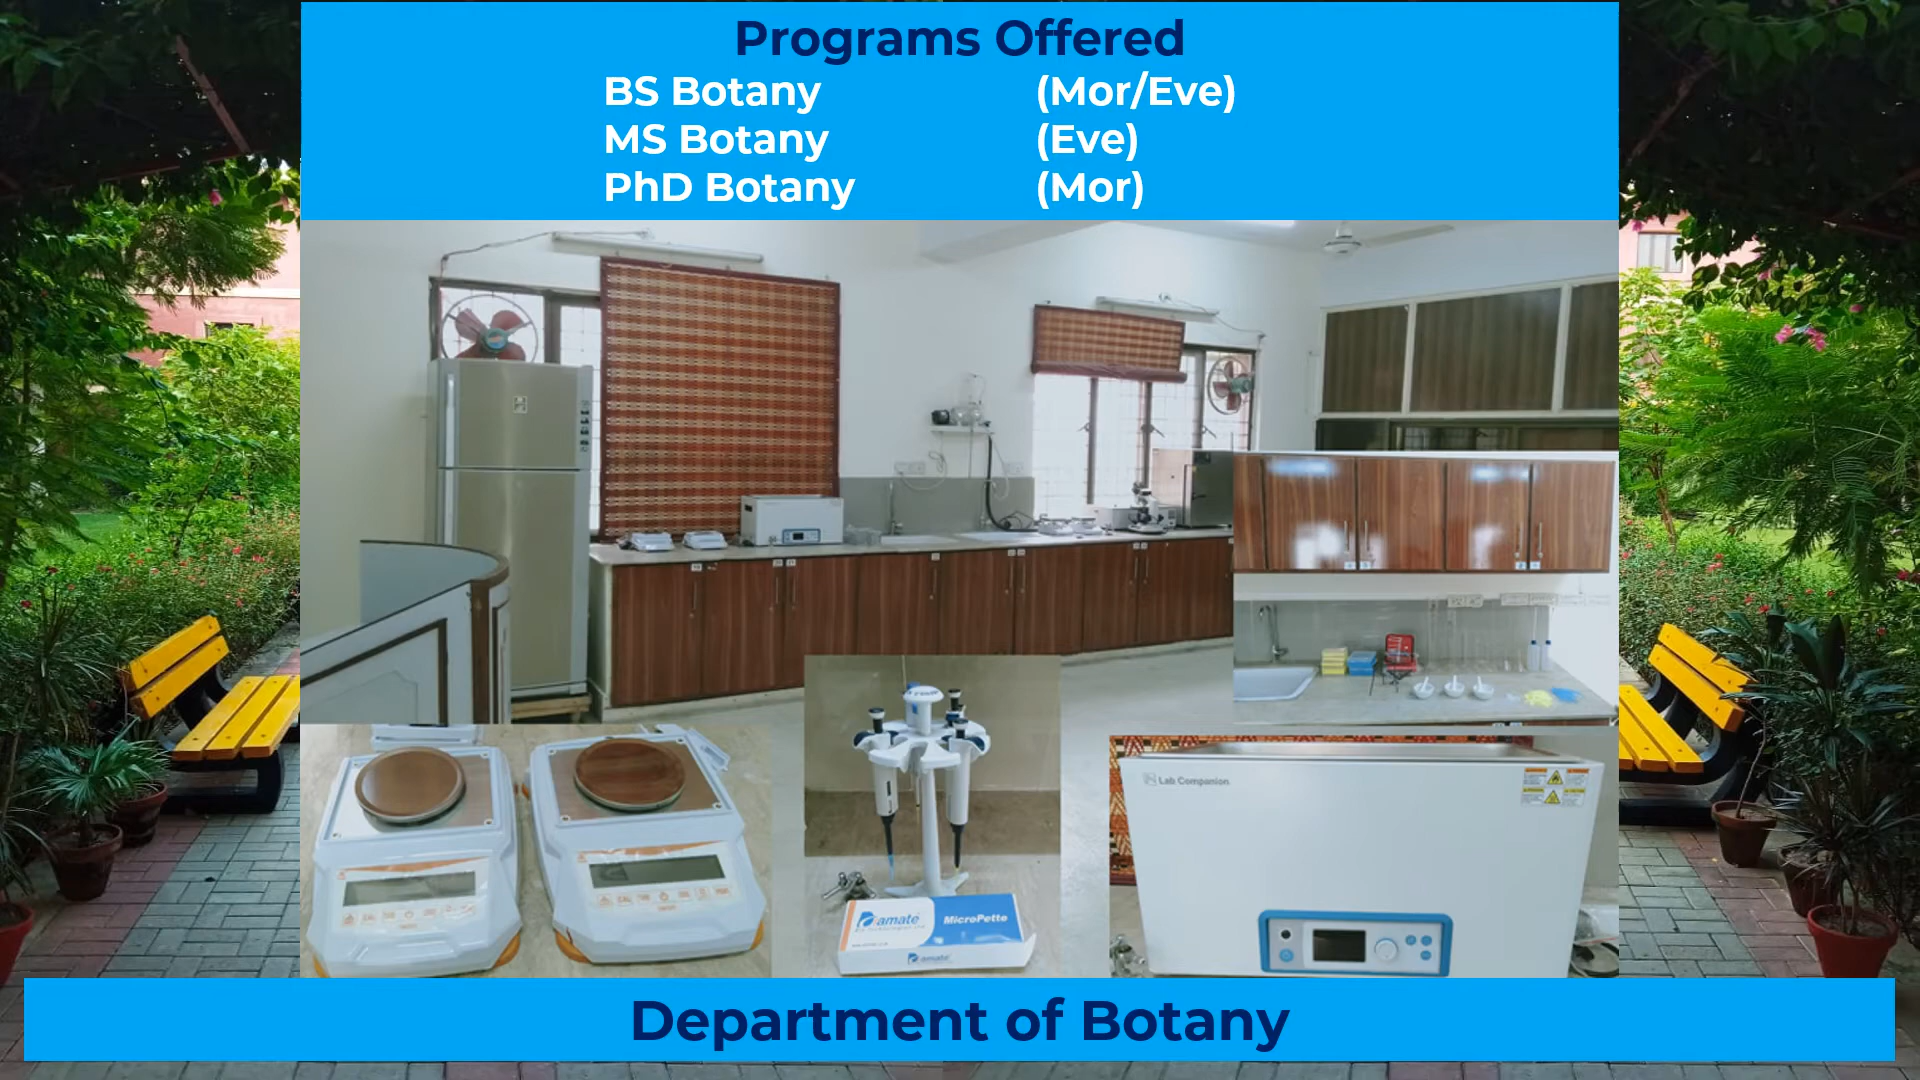 Programs Offered
BS Botany (Mor/Eve)
MS Botany (Eve)
PhD Botany (Mor)
Lab Companion
amate
MicroPette
amate
Department of Botany